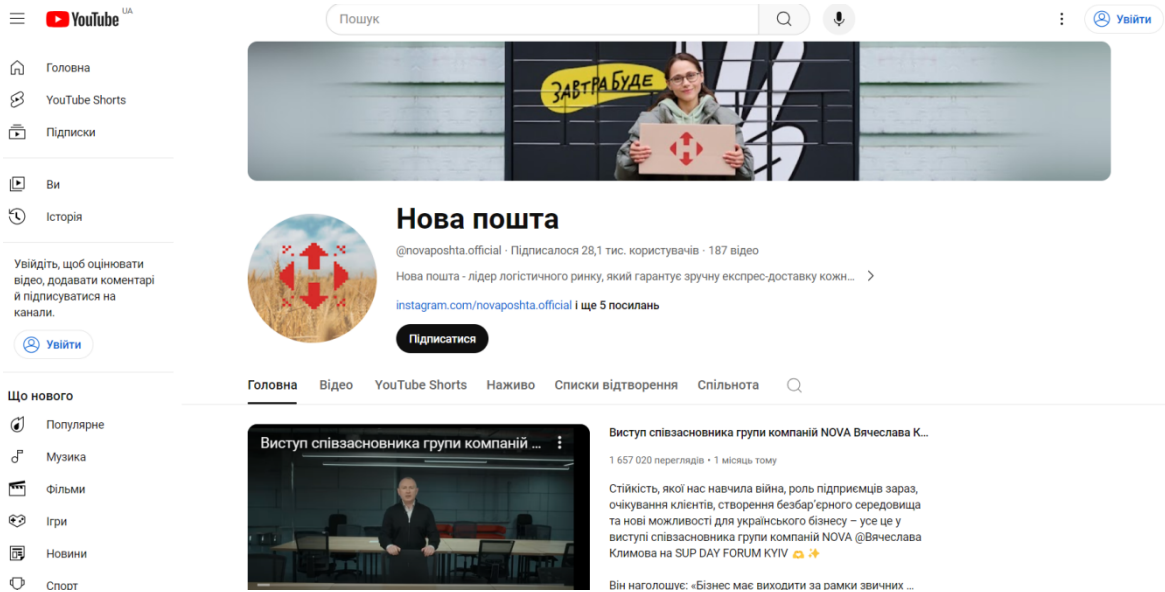 YouTube UA
Пошук
Увійти
Головна
YouTube Shorts
Підписки
Ви
Історія
Увійдіть, щоб оцінювати
відео, додавати коментарі
й підписуватися на
канали.
Увійти
Що нового
Популярне
Музика
Фільми
Ігри
Новини
Спорт
ЗАВТРА БУДЕ
Нова пошта
@novaposhta.official · Підписалося 28,1 тис. користувачів · 187 відео
Нова пошта - лідер логістичного ринку, який гарантує зручну експрес-доставку кожн...
instagram.com/novaposhta.official і ще 5 посилань
Підписатися
Головна Відео YouTube Shorts Наживо Списки відтворення Спільнота
Виступ співзасновника групи компаній ...
Виступ співзасновника групи компаній NOVA Вячеслава К...
1 657 020 переглядів • 1 місяць тому
Стійкість, якої нас навчила війна, роль підприємців зараз,
очікування клієнтів, створення безбар’єрного середовища
та нові можливості для українського бізнесу – усе це у
виступі співзасновника групи компаній NOVA @Вячеслава
Климова на SUP DAY FORUM KYIV 🫶✨
Він наголошує: «Бізнес має виходити за рамки звичних ...